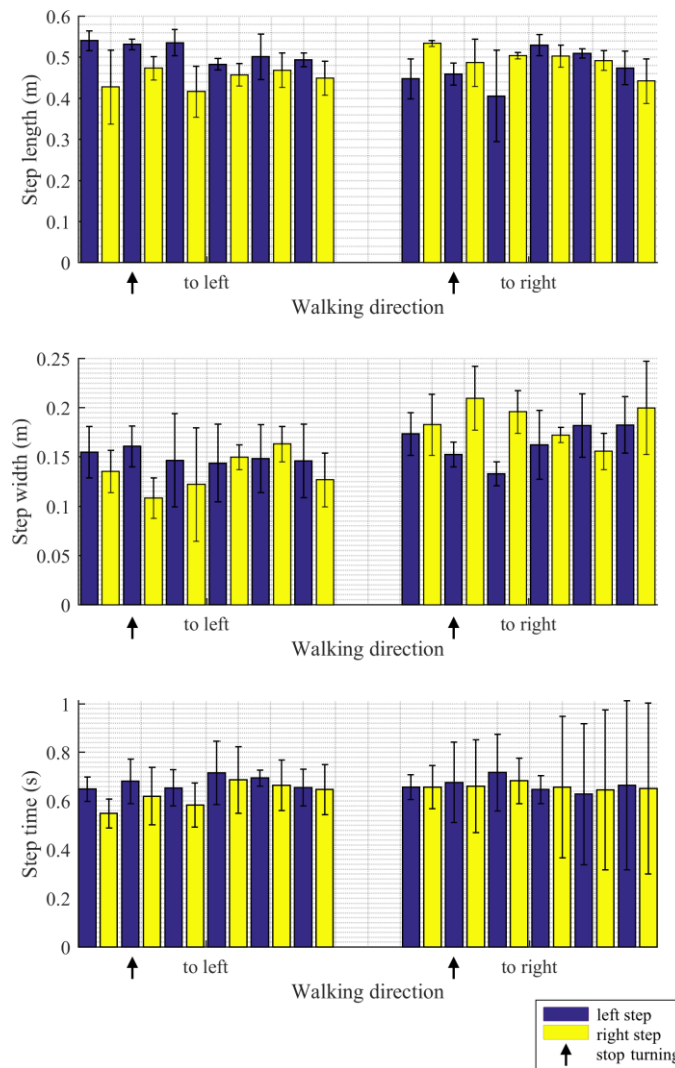 0.6
0.5
0.4
0.3
0.2
0.1
0
Step length (m)
to left
to right
Walking direction
0.25
0.2
0.15
0.1
0.05
0
Step width (m)
to left
to right
Walking direction
1
0.8
0.6
0.4
0.2
0
Step time (s)
to left
to right
Walking direction
left step
right step
stop turning